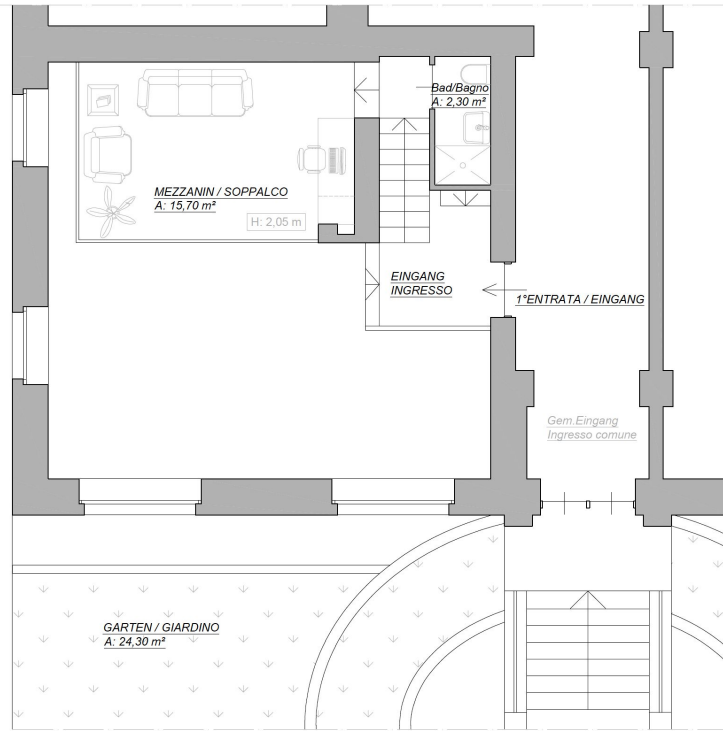 Bad/Bagno
A: 2,30 m²
MEZZANIN / SOPPALCO
A: 15,70 m²
H: 2,05 m
EINGANG
INGRESSO
1°ENTRATA / EINGANG
Gem.Eingang
Ingresso comune
GARTEN / GIARDINO
A: 24,30 m²